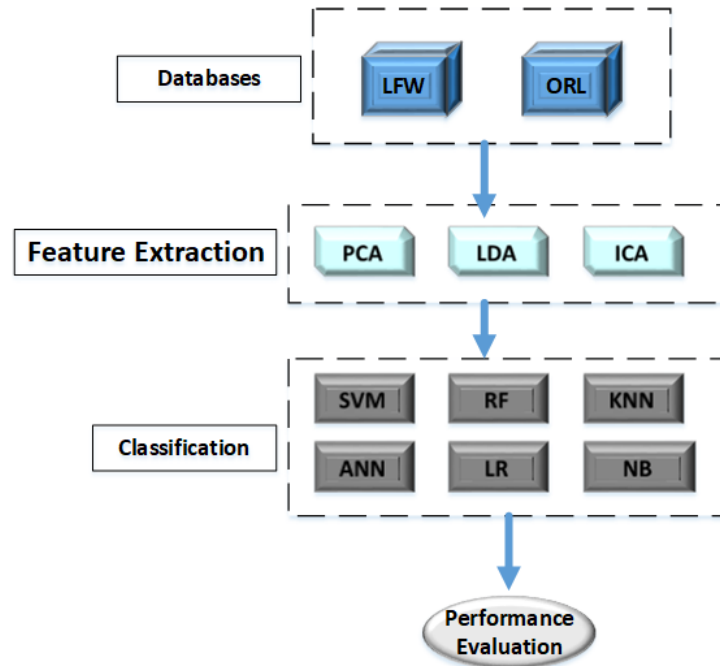 Databases
LFW ORL
Feature Extraction
PCA LDA ICA
Classification
SVM RF KNN
ANN LR NB
Performance
Evaluation